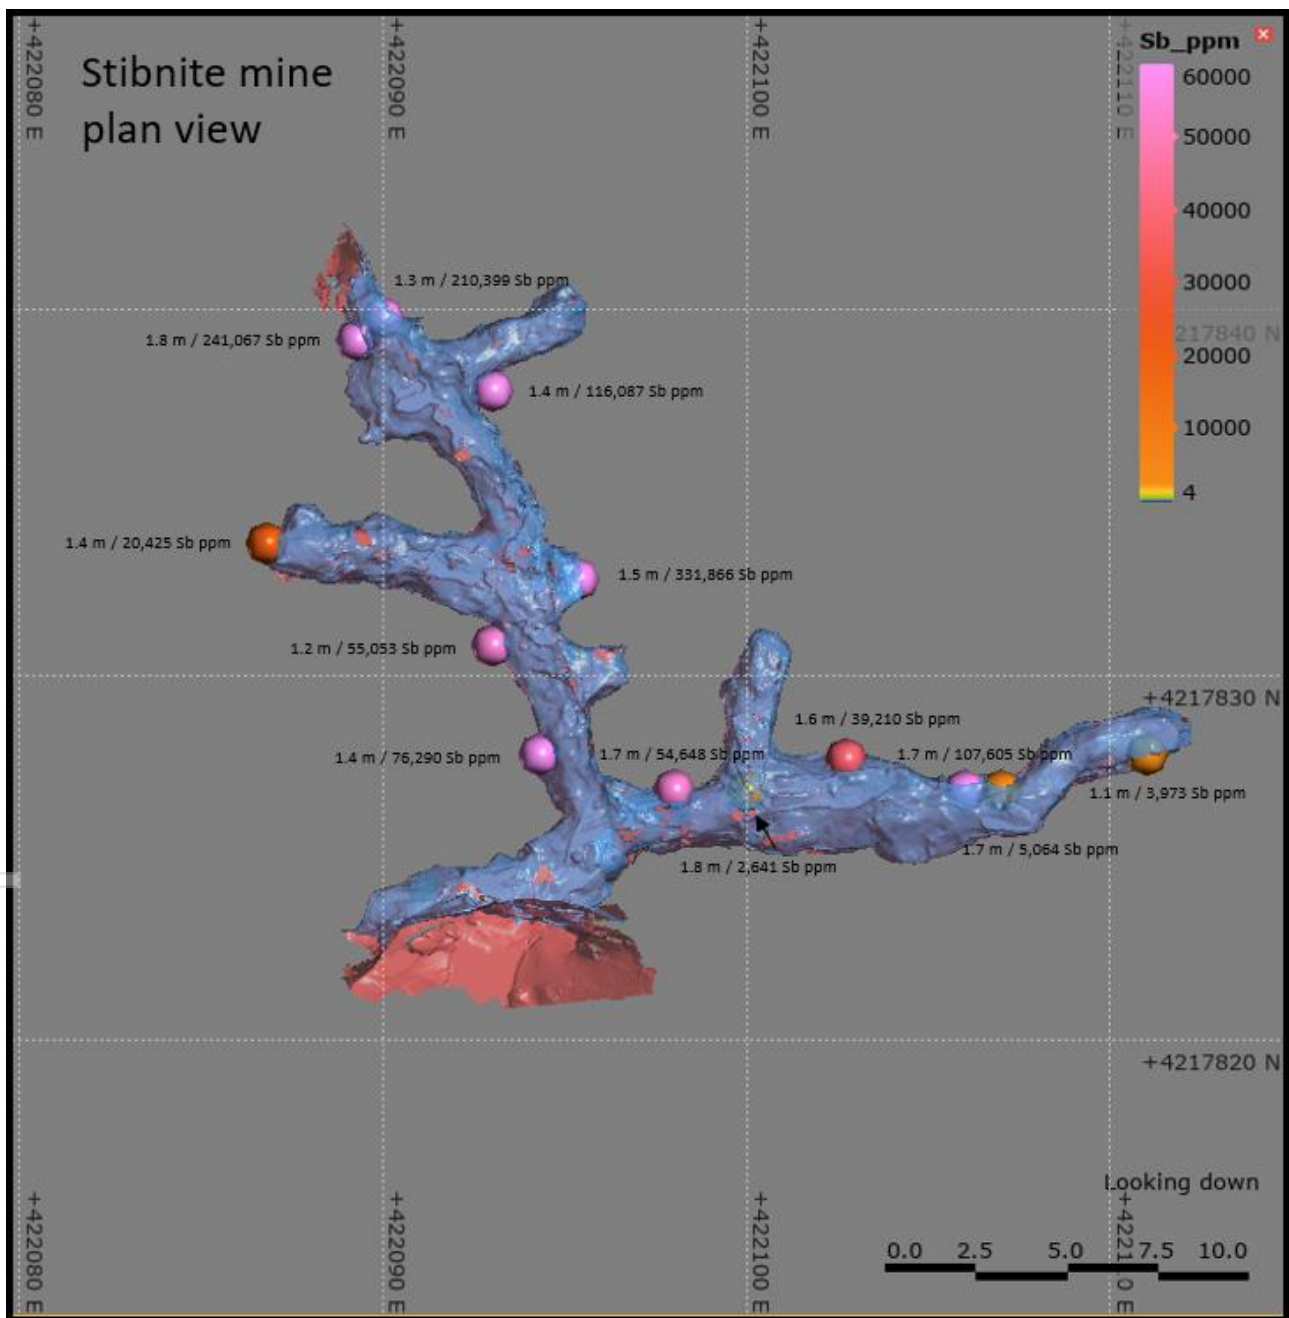 +422080 E
+422090 E
+422100 E
+422110 E
Stibnite mine
plan view
Sb_ppm
60000
50000
40000
30000
20000
10000
4
1.3 m / 210,399 Sb ppm
1.8 m / 241,067 Sb ppm
217840 N
1.4 m / 116,087 Sb ppm
1.4 m / 20,425 Sb ppm
1.5 m / 331,866 Sb ppm
1.2 m / 55,053 Sb ppm
+4217830 N
1.6 m / 39,210 Sb ppm
1.4 m / 76,290 Sb ppm
1.7 m / 54,648 Sb ppm
1.7 m / 107,605 Sb ppm
1.1 m / 3,973 Sb ppm
1.7 m / 5,064 Sb ppm
1.8 m / 2,641 Sb ppm
+4217820 N
Looking down
0.0 2.5 5.0 7.5 10.0
+422080 E
+422090 E
+422100 E
+422110 E